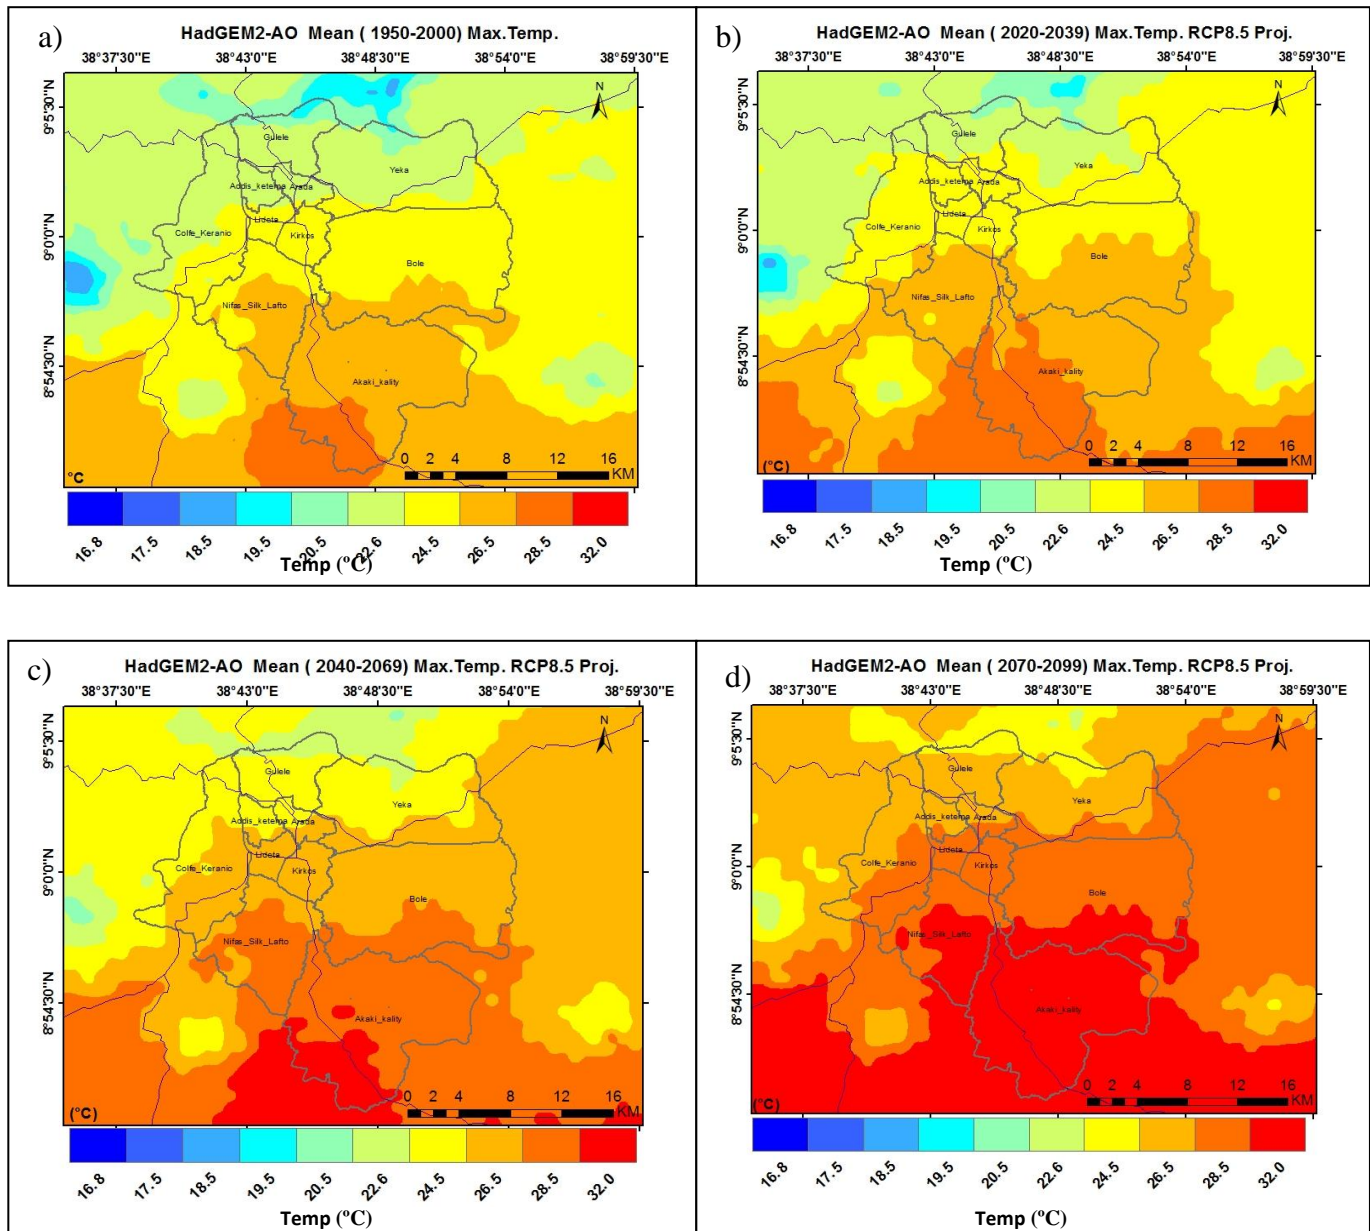 a)
HadGEM2-AO Mean ( 1950-2000) Max.Temp.
38°37'30"E 38°43'0"E 38°48'30"E 38°54'0"E 38°59'30"E
9°5'30"N
9°0'0"N
8°54'30"N
N
Gulele
Yeka
Addis_ketema Arada
Lideta
Colfe_Keranio
Kirkos
Bole
Nifas_Silk_Lafto
Akaki_kality
0 2 4 8 12 16
KM
°C
16.8 17.5 18.5 19.5 20.5 22.6 24.5 26.5 28.5 32.0
Temp (ºC)
b)
HadGEM2-AO Mean ( 2020-2039) Max.Temp. RCP8.5 Proj.
38°37'30"E 38°43'0"E 38°48'30"E 38°54'0"E 38°59'30"E
9°5'30"N
9°0'0"N
8°54'30"N
N
Gulele
Yeka
Addis_ketema Arada
Lideta
Colfe_Keranio
Kirkos
Bole
Nifas_Silk_Lafto
Akaki_kality
0 2 4 8 12 16
KM
(°C)
16.8 17.5 18.5 19.5 20.5 22.6 24.5 26.5 28.5 32.0
Temp (ºC)
c)
HadGEM2-AO Mean ( 2040-2069) Max.Temp. RCP8.5 Proj.
38°37'30"E 38°43'0"E 38°48'30"E 38°54'0"E 38°59'30"E
9°5'30"N
9°0'0"N
8°54'30"N
N
Gulele
Yeka
Addis_ketema Arada
Lideta
Colfe_Keranio
Kirkos
Bole
Nifas_Silk_Lafto
Akaki_kality
0 2 4 8 12 16
KM
(°C)
16.8 17.5 18.5 19.5 20.5 22.6 24.5 26.5 28.5 32.0
Temp (ºC)
d)
HadGEM2-AO Mean ( 2070-2099) Max.Temp. RCP8.5 Proj.
38°37'30"E 38°43'0"E 38°48'30"E 38°54'0"E 38°59'30"E
9°5'30"N
9°0'0"N
8°54'30"N
N
Gulele
Yeka
Addis_ketema Arada
Lideta
Colfe_Keranio
Kirkos
Bole
Nifas_Silk_Lafto
Akaki_kality
0 2 4 8 12 16
KM
(°C)
16.8 17.5 18.5 19.5 20.5 22.6 24.5 26.5 28.5 32.0
Temp (ºC)